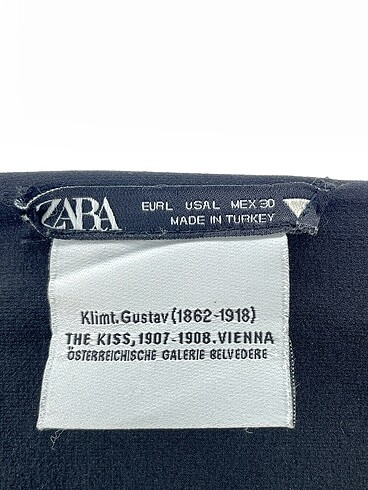 ZARA
EUR L USA L MEX 30
MADE IN TURKEY
Klimt, Gustav (1862-1918)
THE KISS, 1907-1908. VIENNA
ÖSTERREICHISCHE GALERIE BELVEDERE